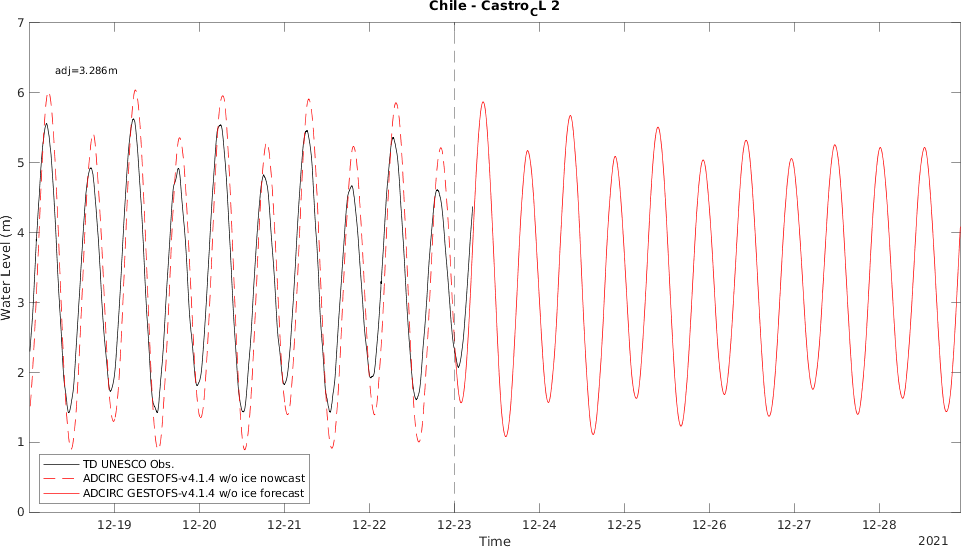 Chile - Castro_CL 2
adj=3.286m
Water Level (m)
7
6
5
4
3
2
1
0
TD UNESCO Obs.
ADCIRC GESTOFS-v4.1.4 w/o ice nowcast
ADCIRC GESTOFS-v4.1.4 w/o ice forecast
12-19 12-20 12-21 12-22 12-23 12-24 12-25 12-26 12-27 12-28
Time
2021